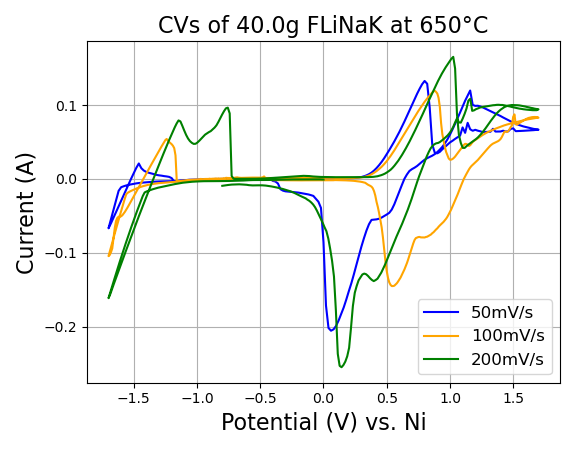 CVs of 40.0g FLiNaK at 650°C
Current (A)
0.1
0.0
−0.1
−0.2
50mV/s
100mV/s
200mV/s
−1.5 −1.0 −0.5 0.0 0.5 1.0 1.5
Potential (V) vs. Ni